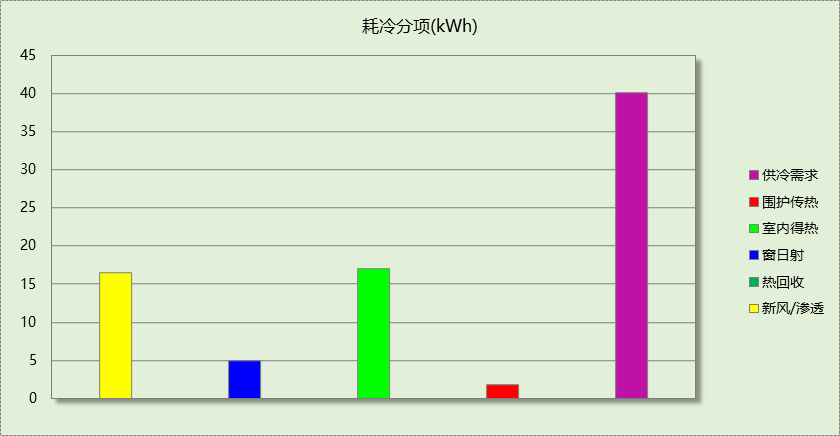 耗冷分项(kWh)
45
40
35
30
25
20
15
10
5
0
供冷需求
围护传热
室内得热
窗日射
热回收
新风/渗透